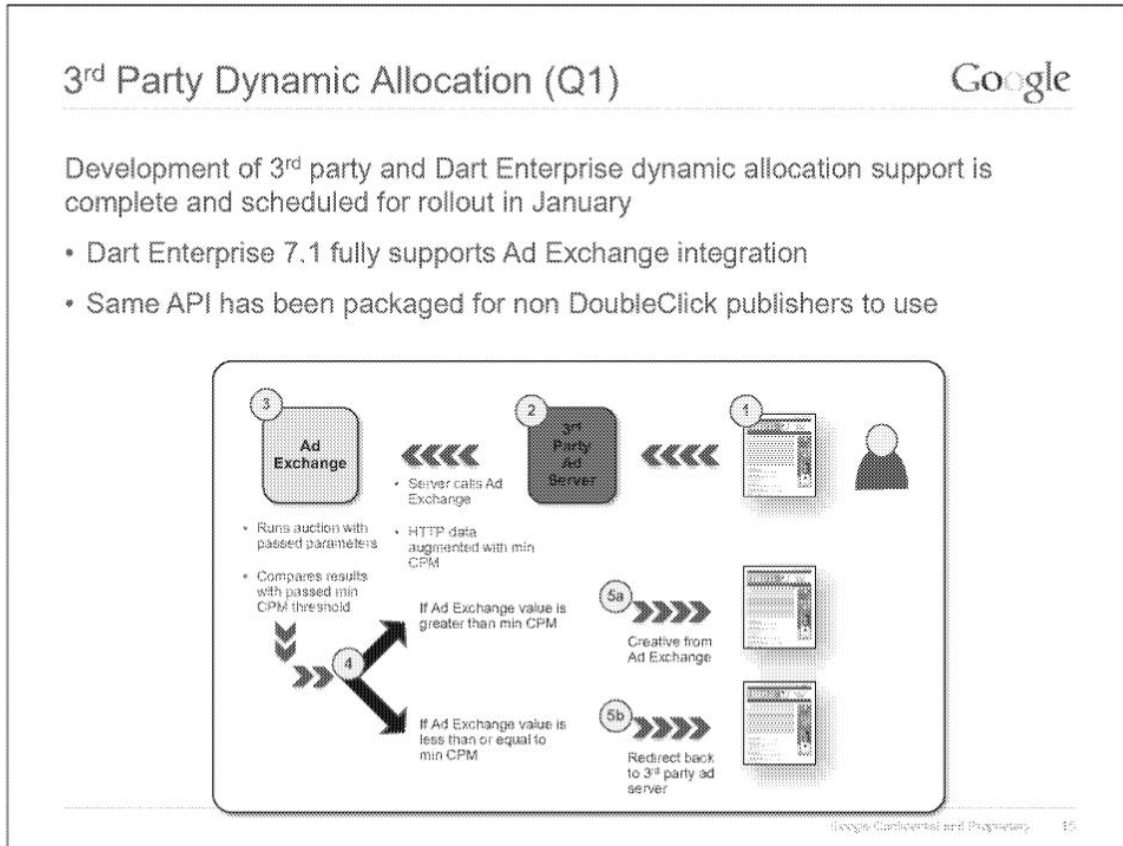 3rd Party Dynamic Allocation (Q1)
Google
Development of 3rd party and Dart Enterprise dynamic allocation support is
complete and scheduled for rollout in January
• Dart Enterprise 7.1 fully supports Ad Exchange integration
• Same API has been packaged for non DoubleClick publishers to use
3
Ad
Exchange
• Runs auction with
passed parameters
• Compares results
with passed min
CPM threshold
• Server calls Ad
Exchange
• HTTP data
augmented with min
CPM
2
3rd
Party
Ad
Server
1
4
If Ad Exchange value is
greater than min CPM
5a
Creative from
Ad Exchange
If Ad Exchange value is
less than or equal to
min CPM
5b
Redirect back
to 3rd party ad
server
Google Confidential and Proprietary
15